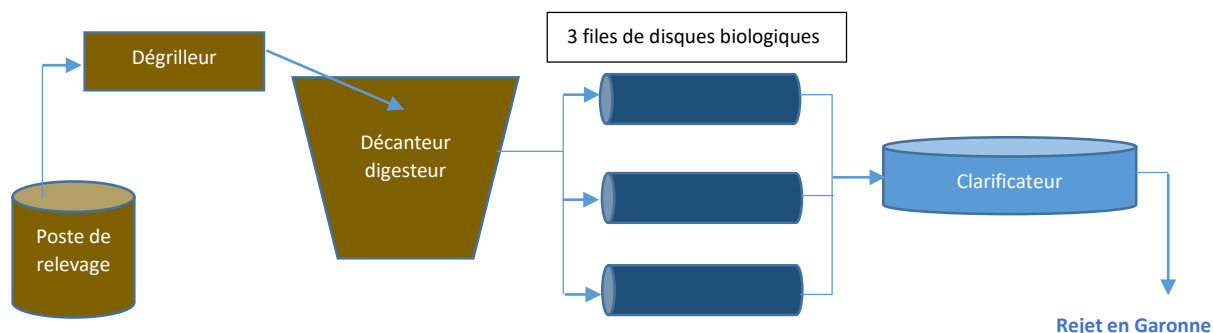 3 files de disques biologiques
Dégrilleur
Décanteur
digesteur
Clarificateur
Poste de
relevage
Rejet en Garonne